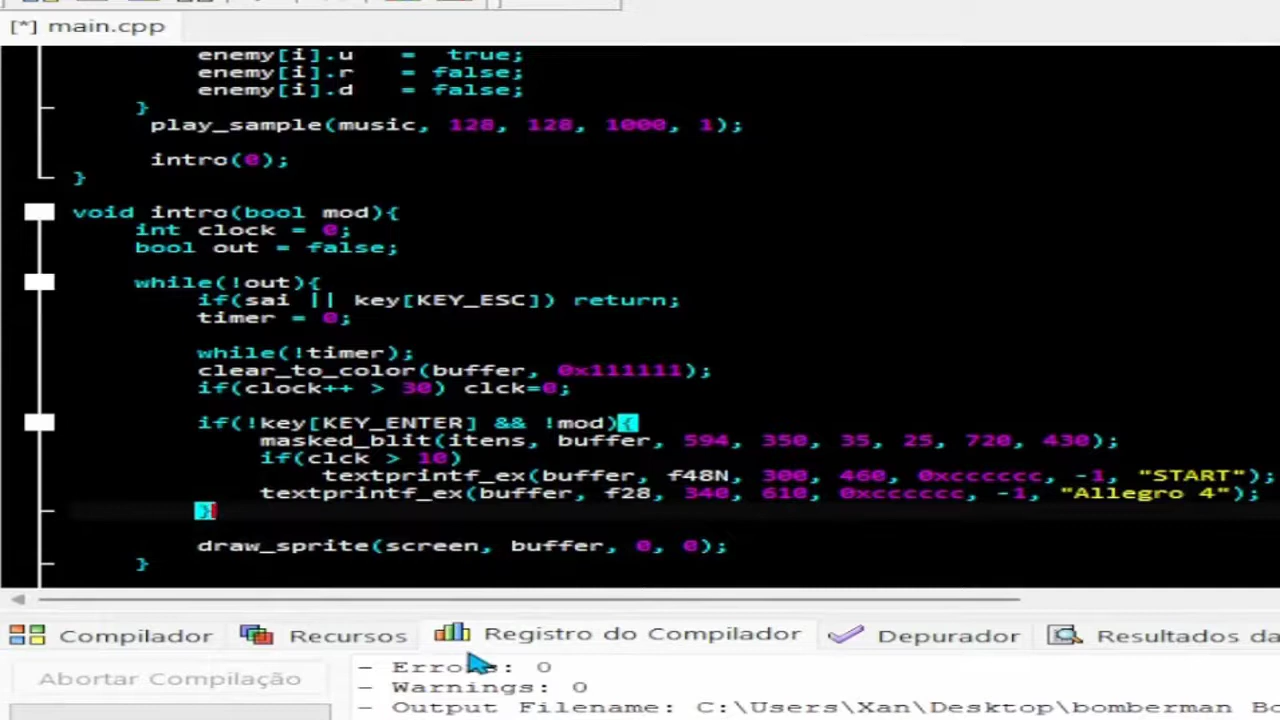 [*] main.cpp
enemy[i].u   =  true;
enemy[i].r   = false;
enemy[i].d   = false;
}
play_sample(music, 128, 128, 1000, 1);
intro(0);
}
void intro(bool mod){
int clock = 0;
bool out = false;
while(!out){
if(sai || key[KEY_ESC]) return;
timer = 0;
while(!timer);
clear_to_color(buffer, 0x111111);
if(clock++ > 30) clck=0;
if(!key[KEY_ENTER] && !mod){
masked_blit(itens, buffer, 594, 350, 35, 25, 720, 430);
if(clck > 10)
textprintf_ex(buffer, f48N, 300, 460, 0xcccccc, -1, "START");
textprintf_ex(buffer, f28, 340, 610, 0xcccccc, -1, "Allegro 4");
}
draw_sprite(screen, buffer, 0, 0);
}
Compilador Recursos Registro do Compilador Depurador Resultados da
Abortar Compilação
- Errors: 0
- Warnings: 0
- Output Filename: C:\Users\Xan\Desktop\bomberman Bo